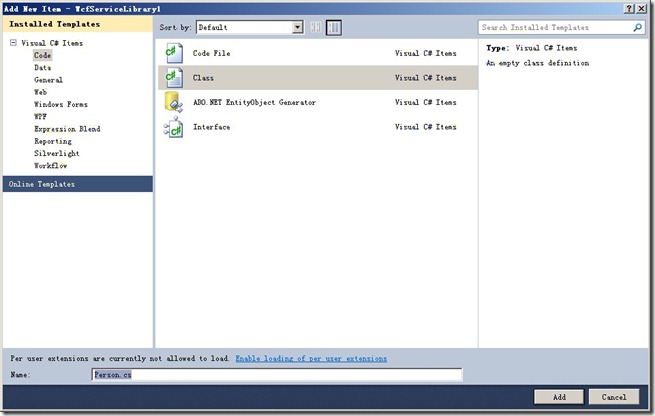 Add New Item - WcfServiceLibrary1
Installed Templates
Visual C# Items
Code
Data
General
Web
Windows Forms
WPF
Expression Blend
Reporting
Silverlight
Workflow
Online Templates
Sort by: Default
Code File Visual C# Items
Class Visual C# Items
ADO.NET EntityObject Generator Visual C# Items
Interface Visual C# Items
Search Installed Templates
Type: Visual C# Items
An empty class definition
Per user extensions are currently not allowed to load. Enable loading of per user extensions
Name: Person.cs
Add Cancel